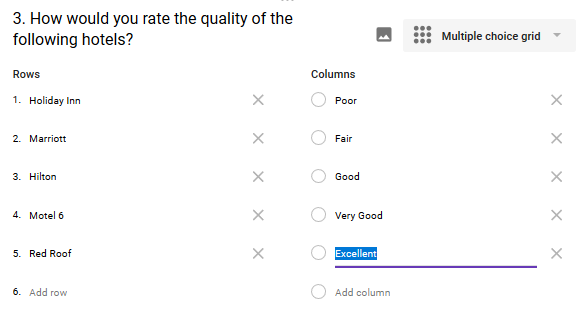 3. How would you rate the quality of the
following hotels?
Multiple choice grid
Rows
Columns
1. Holiday Inn
Poor
2. Marriott
Fair
3. Hilton
Good
4. Motel 6
Very Good
5. Red Roof
Excellent
6. Add row
Add column